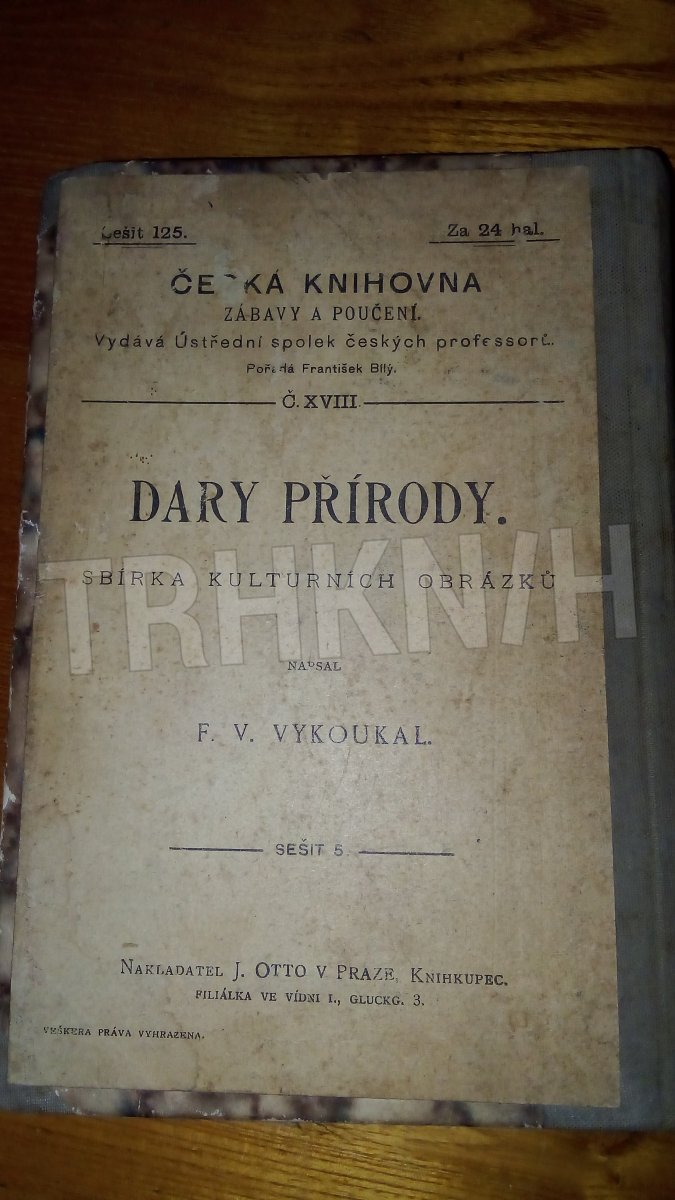 Sešit 125. Za 24 hal.
ČESKÁ KNIHOVNA
ZÁBAVY A POUČENÍ.
Vydává Ústřední spolek českých professorů.
Pořádá František Bílý.
Č. XVIII.
DARY PŘÍRODY.
SBÍRKA KULTURNÍCH OBRÁZKŮ
TRHKNIH
NAPSAL
F. V. VYKOUKAL.
SEŠIT 5.
NAKLADATEL J. OTTO V PRAZE, KNIHKUPEC.
FILIÁLKA VE VÍDNI I., GLUCKG. 3.
VEŠKERA PRÁVA VYHRAZENA.